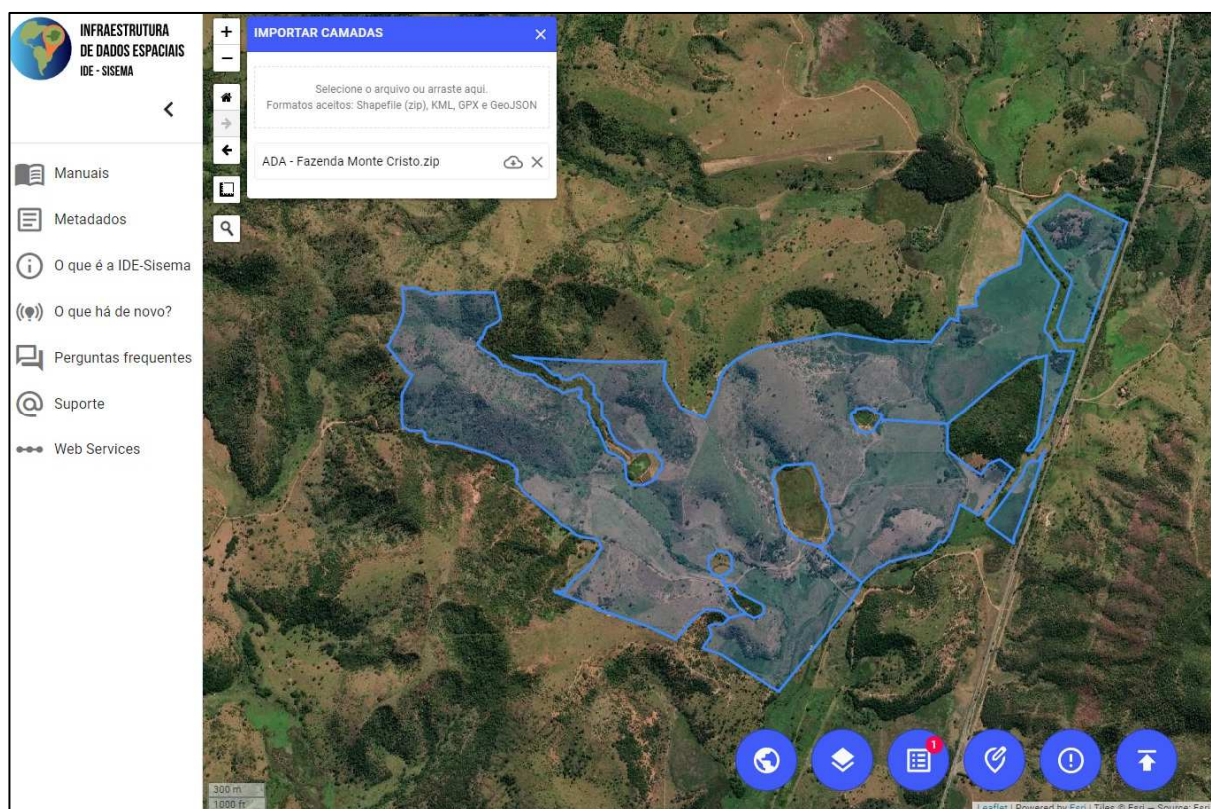 INFRAESTRUTURA
DE DADOS ESPACIAIS
IDE - SISEMA
Manuais
Metadados
O que é a IDE-Sisema
O que há de novo?
Perguntas frequentes
Suporte
Web Services
+
−
IMPORTAR CAMADAS
Selecione o arquivo ou arraste aqui.
Formatos aceitos: Shapefile (zip), KML, GPX e GeoJSON
ADA - Fazenda Monte Cristo.zip
1
300 m
1000 ft
Leaflet | Powered by Esri | Tiles © Esri — Source: Esri